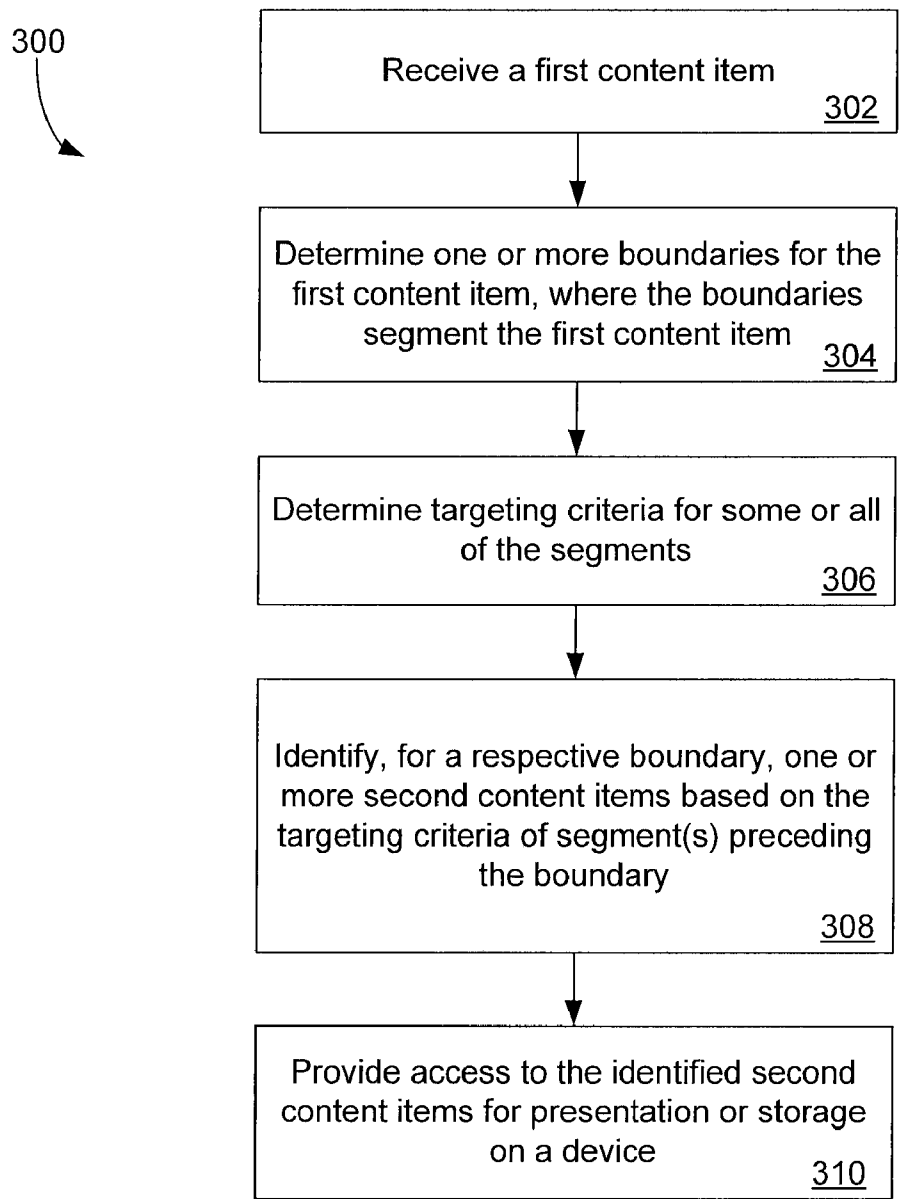 300
Receive a first content item
302
Determine one or more boundaries for the
first content item, where the boundaries
segment the first content item
304
Determine targeting criteria for some or all
of the segments
306
Identify, for a respective boundary, one or
more second content items based on the
targeting criteria of segment(s) preceding
the boundary
308
Provide access to the identified second
content items for presentation or storage
on a device
310